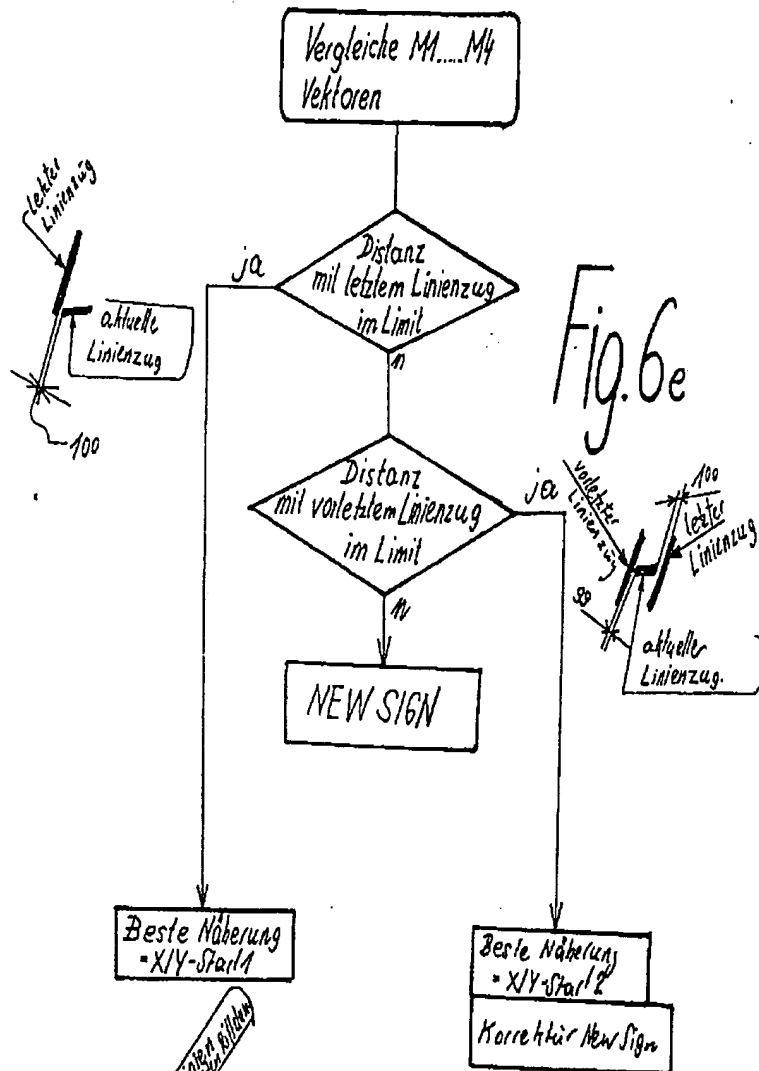 Vergleiche M1.....M4
Vektoren
letzter
Linienzug
ja
Distanz
mit letztem Linienzug
im Limit
n
aktuelle
Linienzug
100
Fig. 6e
Distanz
mit vorletztem Linienzug
im Limit
ja
n
vorletzter
Linienzug
100
letzter
Linienzug
99
aktueller
Linienzug.
NEW SIGN
Beste Näherung
= X/Y-Start1
Beste Näherung
= X/Y-Start2
Korrektur New Sign